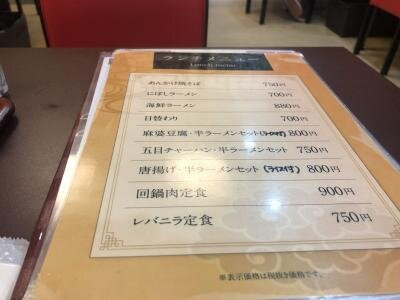 ランチメニュー
Lunch menu
あんかけ焼そば 750円
にぼしラーメン 700円
海鮮ラーメン 880円
日替わり 700円
麻婆豆腐・半ラーメンセット(ライス付) 800円
五目チャーハン・半ラーメンセット 750円
唐揚げ・半ラーメンセット(ライス付) 800円
回鍋肉定食 900円
レバニラ定食 750円
※表示価格は税抜き価格です。